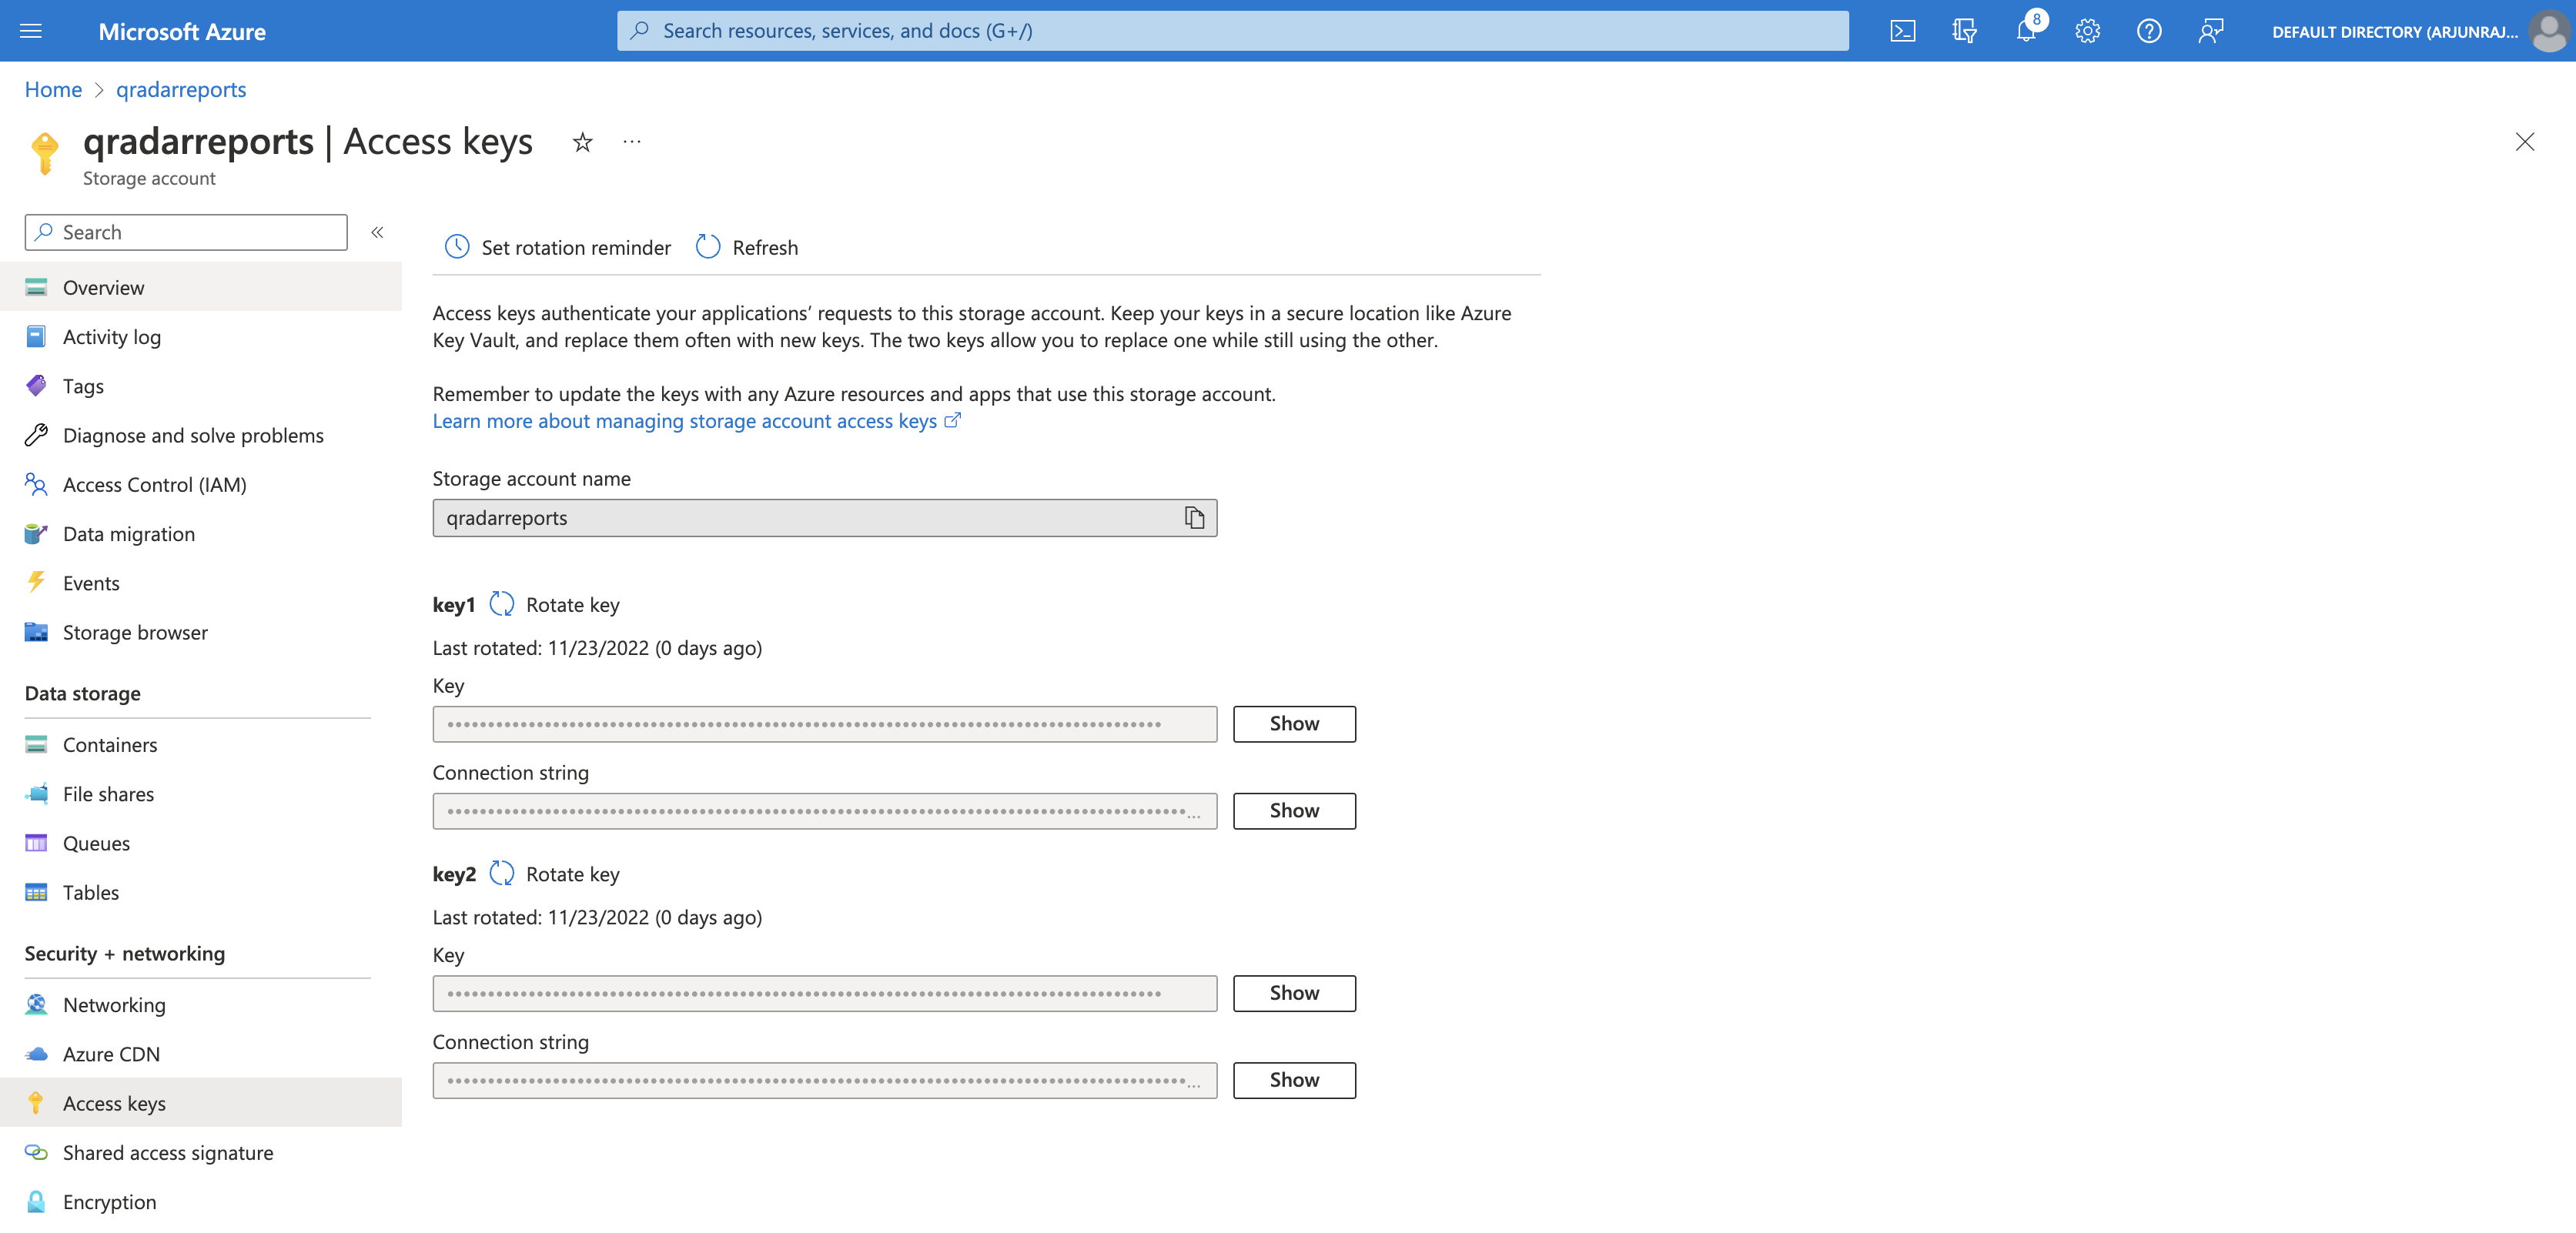 Microsoft Azure
Search resources, services, and docs (G+/)
8
DEFAULT DIRECTORY (ARJUNRAJ...
Home > qradarreports
qradarreports | Access keys
...
Storage account
Search
«
Overview
Activity log
Tags
Diagnose and solve problems
Access Control (IAM)
Data migration
Events
Storage browser
Data storage
Containers
File shares
Queues
Tables
Security + networking
Networking
Azure CDN
Access keys
Shared access signature
Encryption
Set rotation reminder
Refresh
Access keys authenticate your applications’ requests to this storage account. Keep your keys in a secure location like Azure
Key Vault, and replace them often with new keys. The two keys allow you to replace one while still using the other.
Remember to update the keys with any Azure resources and apps that use this storage account.
Learn more about managing storage account access keys
Storage account name
qradarreports
key1 Rotate key
Last rotated: 11/23/2022 (0 days ago)
Key
Show
Connection string
Show
key2 Rotate key
Last rotated: 11/23/2022 (0 days ago)
Key
Show
Connection string
Show